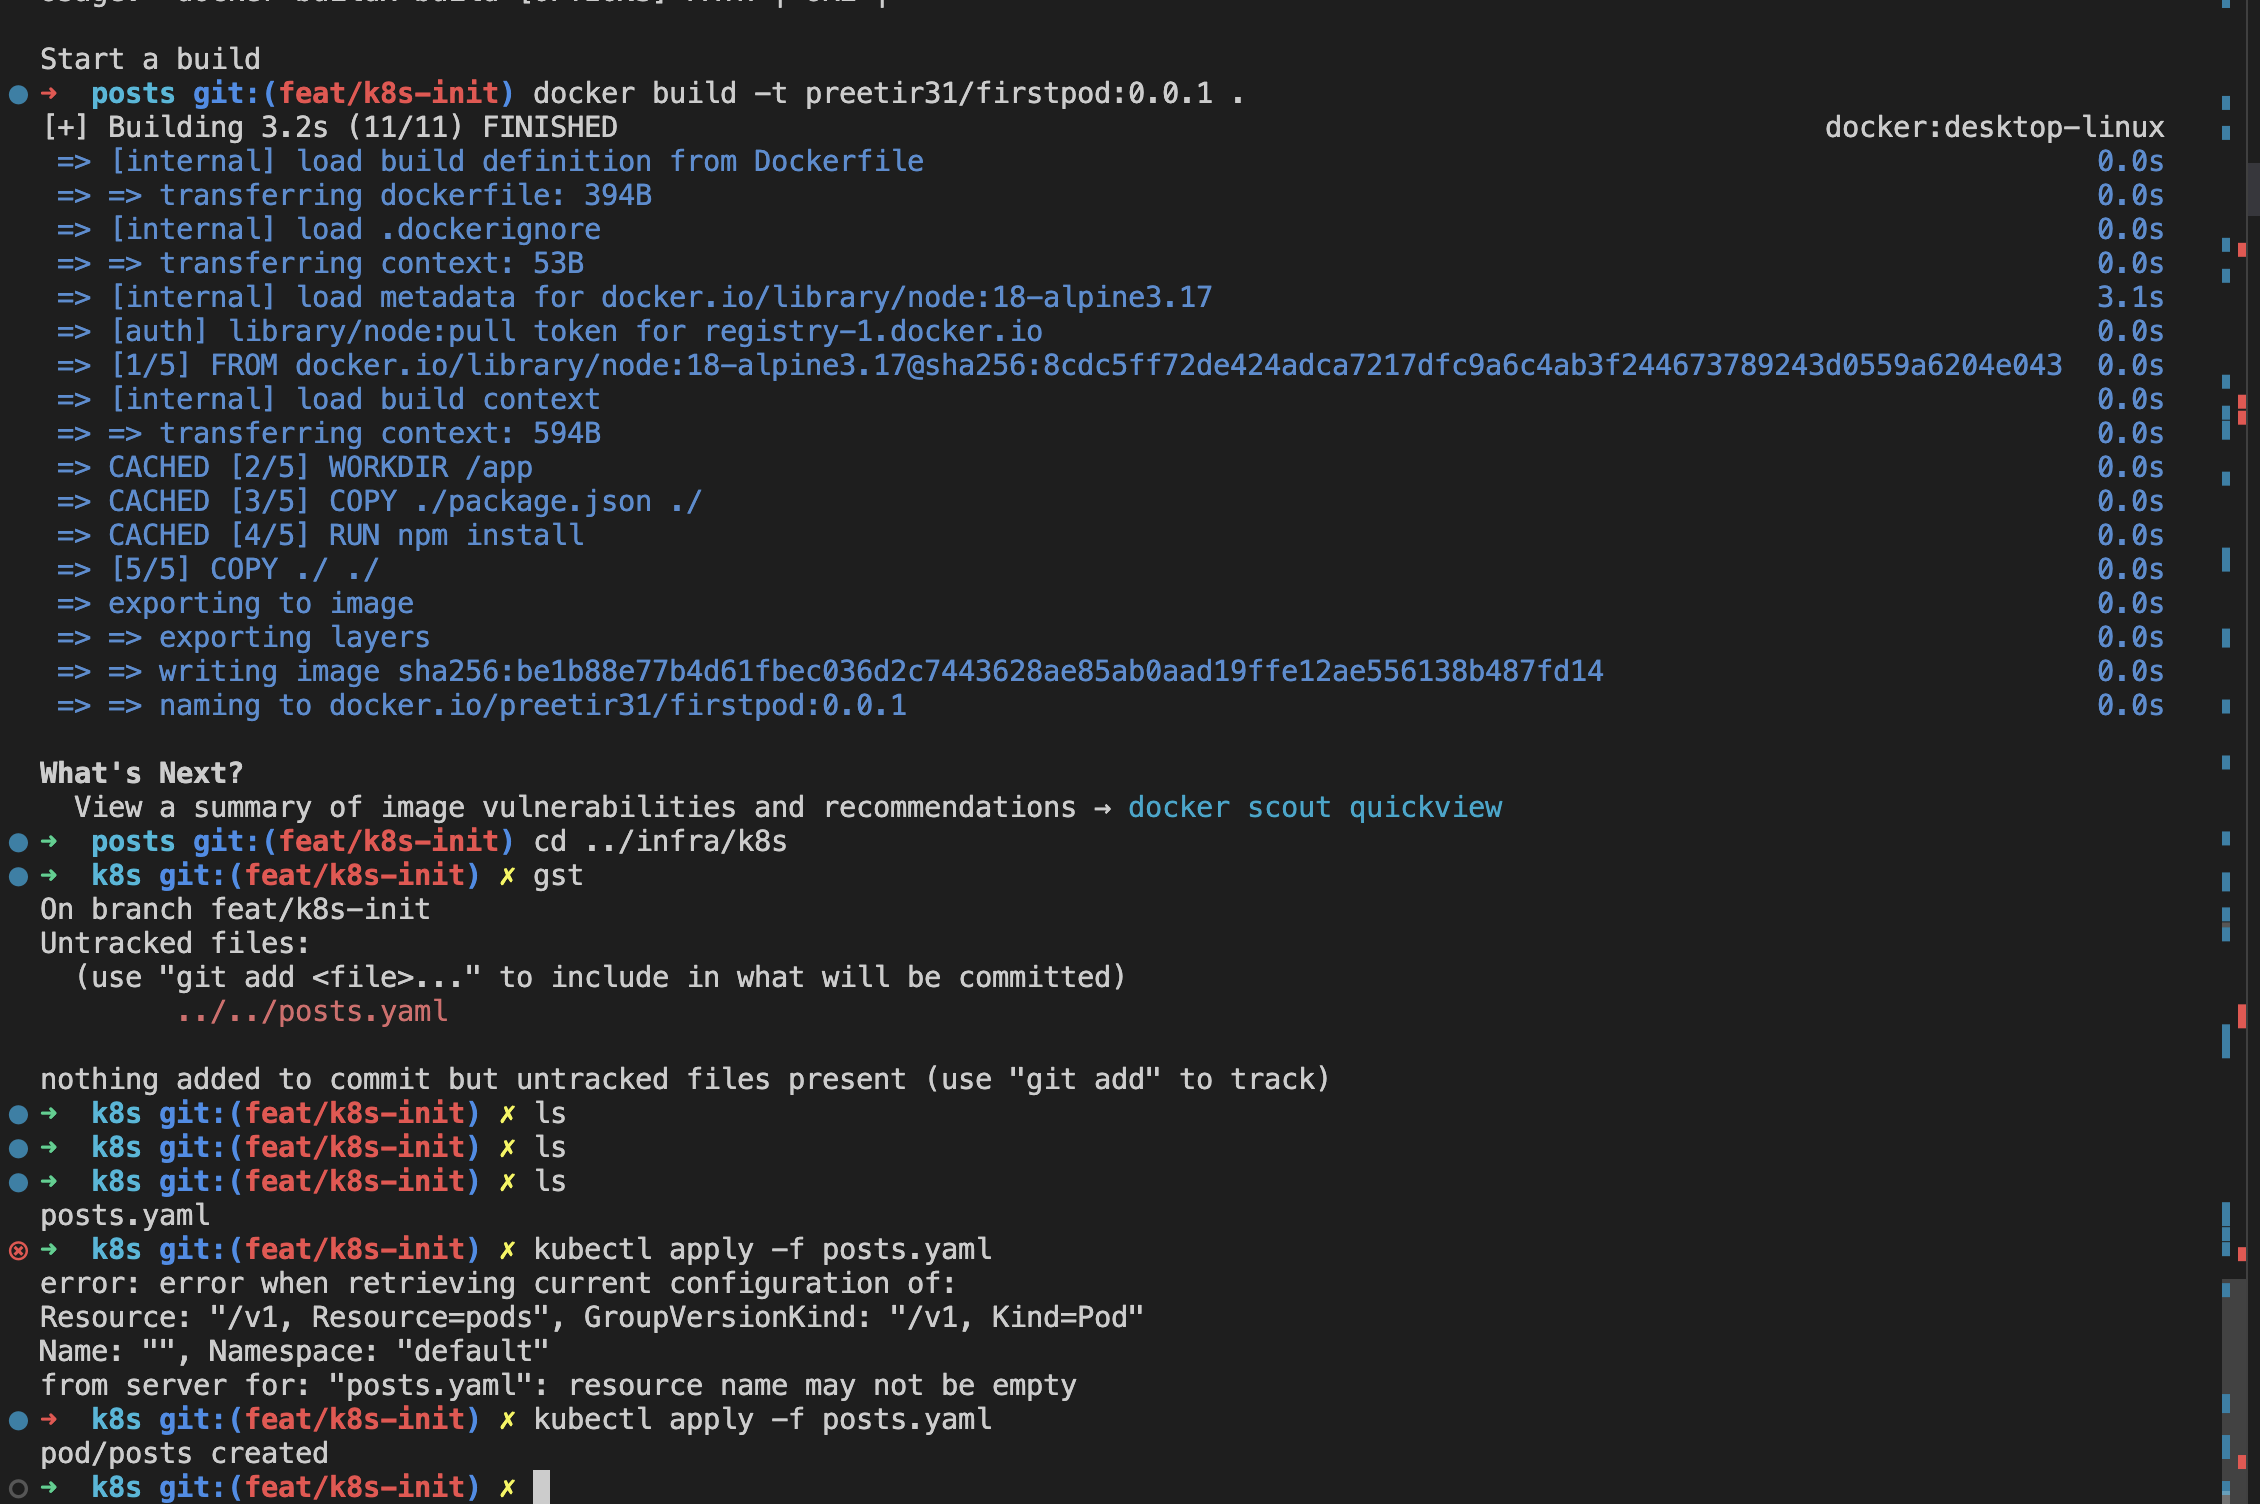 Start a build
➜  posts git:(feat/k8s-init) docker build -t preetir31/firstpod:0.0.1 .
[+] Building 3.2s (11/11) FINISHED docker:desktop-linux
=> [internal] load build definition from Dockerfile 0.0s
=> => transferring dockerfile: 394B 0.0s
=> [internal] load .dockerignore 0.0s
=> => transferring context: 53B 0.0s
=> [internal] load metadata for docker.io/library/node:18-alpine3.17 3.1s
=> [auth] library/node:pull token for registry-1.docker.io 0.0s
=> [1/5] FROM docker.io/library/node:18-alpine3.17@sha256:8cdc5ff72de424adca7217dfc9a6c4ab3f244673789243d0559a6204e043 0.0s
=> [internal] load build context 0.0s
=> => transferring context: 594B 0.0s
=> CACHED [2/5] WORKDIR /app 0.0s
=> CACHED [3/5] COPY ./package.json ./ 0.0s
=> CACHED [4/5] RUN npm install 0.0s
=> [5/5] COPY ./ ./ 0.0s
=> exporting to image 0.0s
=> => exporting layers 0.0s
=> => writing image sha256:be1b88e77b4d61fbec036d2c7443628ae85ab0aad19ffe12ae556138b487fd14 0.0s
=> => naming to docker.io/preetir31/firstpod:0.0.1 0.0s
What's Next?
View a summary of image vulnerabilities and recommendations → docker scout quickview
➜  posts git:(feat/k8s-init) cd ../infra/k8s
➜  k8s git:(feat/k8s-init) ✗ gst
On branch feat/k8s-init
Untracked files:
(use "git add <file>..." to include in what will be committed)
../../posts.yaml
nothing added to commit but untracked files present (use "git add" to track)
➜  k8s git:(feat/k8s-init) ✗ ls
➜  k8s git:(feat/k8s-init) ✗ ls
➜  k8s git:(feat/k8s-init) ✗ ls
posts.yaml
➜  k8s git:(feat/k8s-init) ✗ kubectl apply -f posts.yaml
error: error when retrieving current configuration of:
Resource: "/v1, Resource=pods", GroupVersionKind: "/v1, Kind=Pod"
Name: "", Namespace: "default"
from server for: "posts.yaml": resource name may not be empty
➜  k8s git:(feat/k8s-init) ✗ kubectl apply -f posts.yaml
pod/posts created
➜  k8s git:(feat/k8s-init) ✗